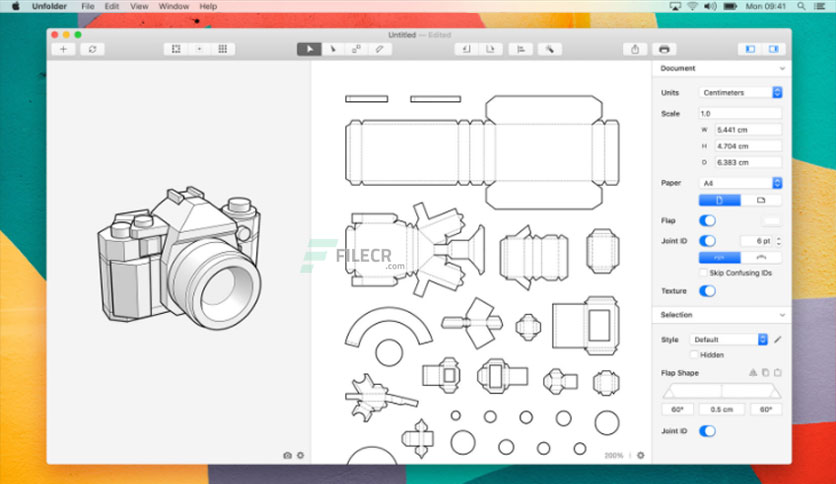 Unfolder File Edit View Window Help
Mon 09:41
Untitled — Edited
Document
Units Centimeters
Scale 1.0
W 5.441 cm
H 4.704 cm
D 6.383 cm
Paper A4
Flap
Joint ID 6 pt
Skip Confusing IDs
Texture
Selection
Style Default
Hidden
Flap Shape
60° 0.5 cm 60°
Joint ID
FILECR
.com
200%